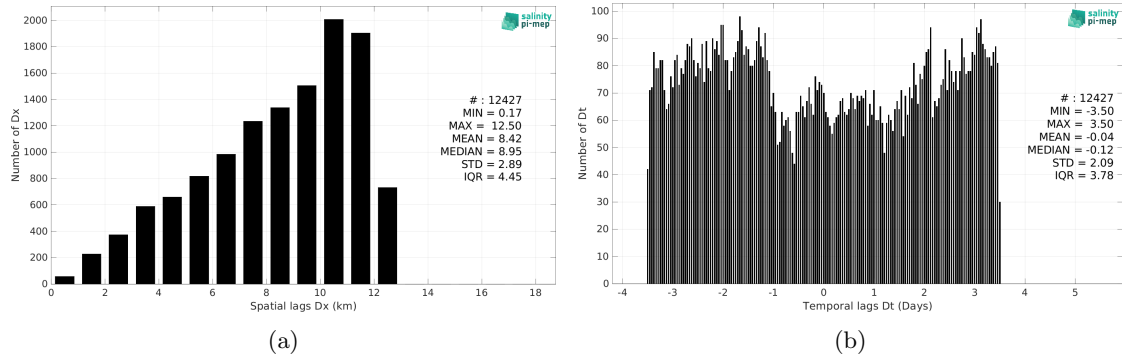 salinity
pi-mep
2000
1800
1600
1400
1200
1000
800
600
400
200
0
Number of Dx
# : 12427
MIN = 0.17
MAX = 12.50
MEAN = 8.42
MEDIAN = 8.95
STD = 2.89
IQR = 4.45
0 2 4 6 8 10 12 14 16 18
Spatial lags Dx (km)
(a)
salinity
pi-mep
100
90
80
70
60
50
40
30
20
10
0
Number of Dt
# : 12427
MIN = -3.50
MAX = 3.50
MEAN = -0.04
MEDIAN = -0.12
STD = 2.09
IQR = 3.78
-4 -3 -2 -1 0 1 2 3 4 5
Temporal lags Dt (Days)
(b)